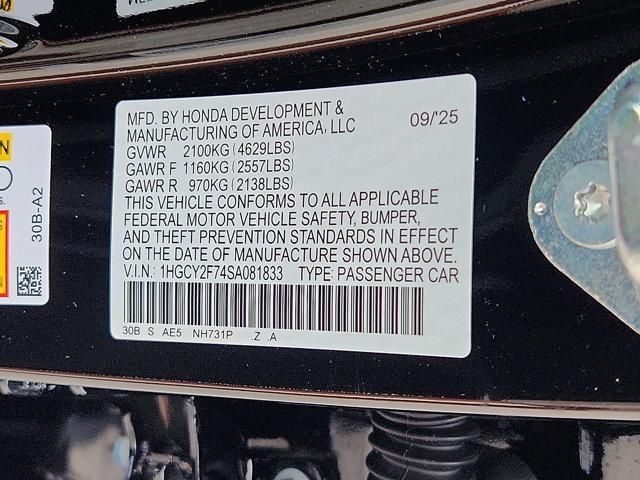 MFD. BY HONDA DEVELOPMENT &
MANUFACTURING OF AMERICA, LLC
09/'25
GVWR 2100KG (4629LBS)
GAWR F 1160KG (2557LBS)
GAWR R 970KG (2138LBS)
THIS VEHICLE CONFORMS TO ALL APPLICABLE
FEDERAL MOTOR VEHICLE SAFETY, BUMPER,
AND THEFT PREVENTION STANDARDS IN EFFECT
ON THE DATE OF MANUFACTURE SHOWN ABOVE.
V.I.N.: 1HGCY2F74SA081833 TYPE: PASSENGER CAR
30B S AE5 NH731P .Z .A
30B-A2